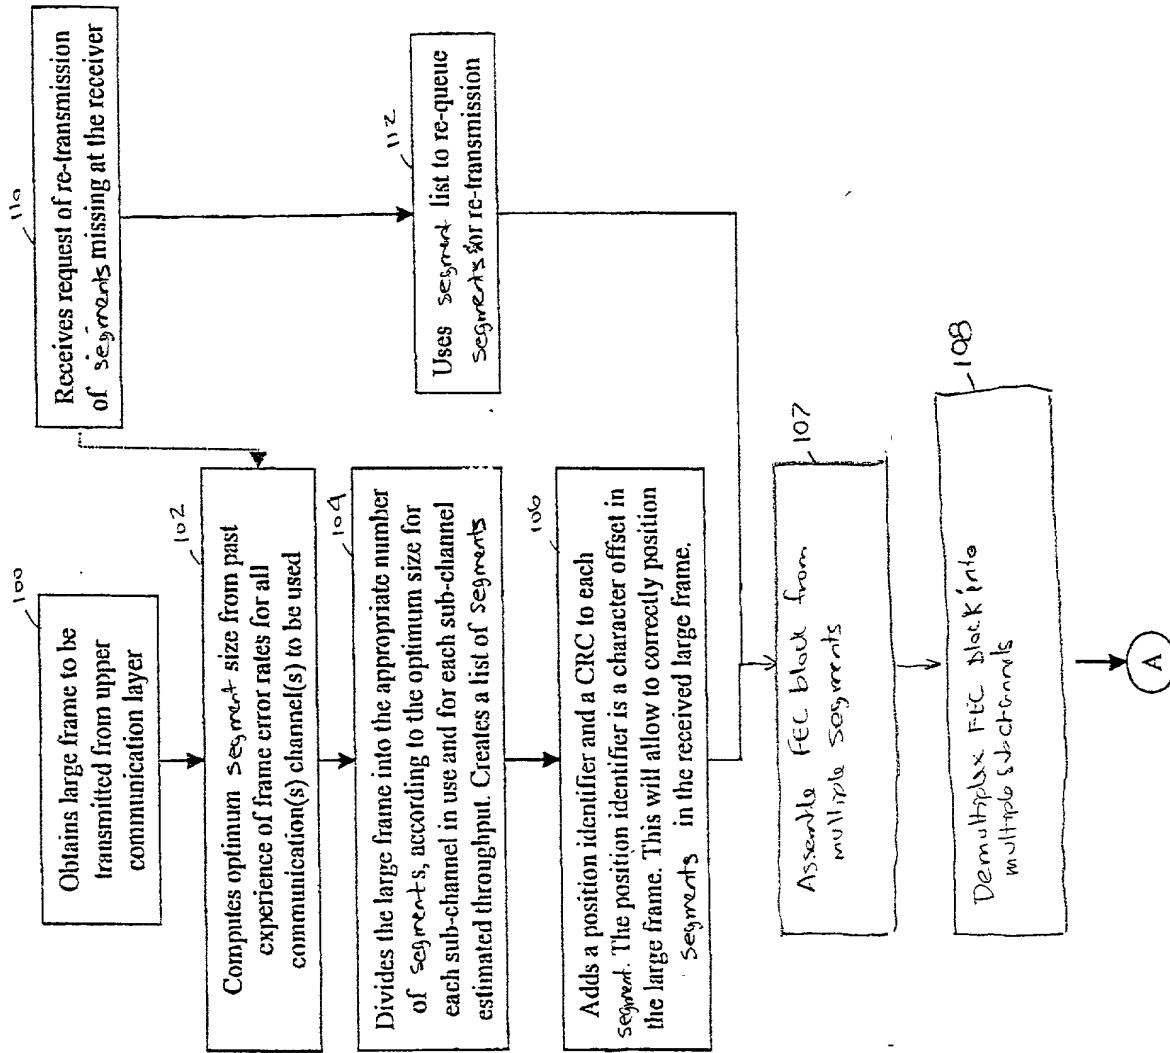 100
Obtains large frame to be
transmitted from upper
communication layer
102
Computes optimum segment size from past
experience of frame error rates for all
communication(s) channel(s) to be used
104
Divides the large frame into the appropriate number
of segments, according to the optimum size for
each sub-channel in use and for each sub-channel
estimated throughput. Creates a list of segments
106
Adds a position identifier and a CRC to each
segment. The position identifier is a character offset in
the large frame. This will allow to correctly position
segments in the received large frame.
107
Assemble FEC block from
multiple segments
108
Demultiplex FEC block into
multiple subchannels
A
110
Receives request of re-transmission
of segments missing at the receiver
112
Uses segment list to re-queue
segments for re-transmission